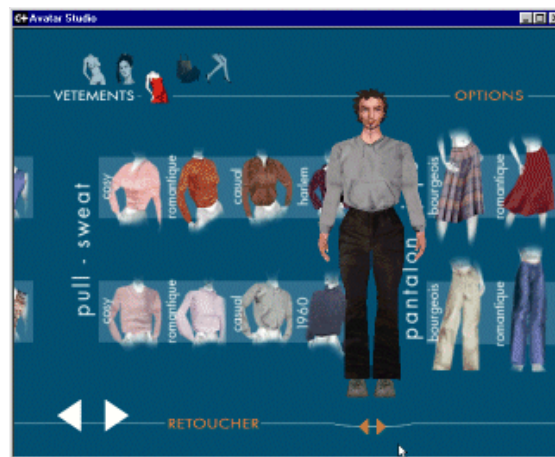 Avatar Studio
VETEMENTS
OPTIONS
pull - sweat
cosy
romantique
casual
harlem
bourgeois
romantique
cosy
romantique
casual
1960
pantalon
bourgeois
romantique
RETOUCHER